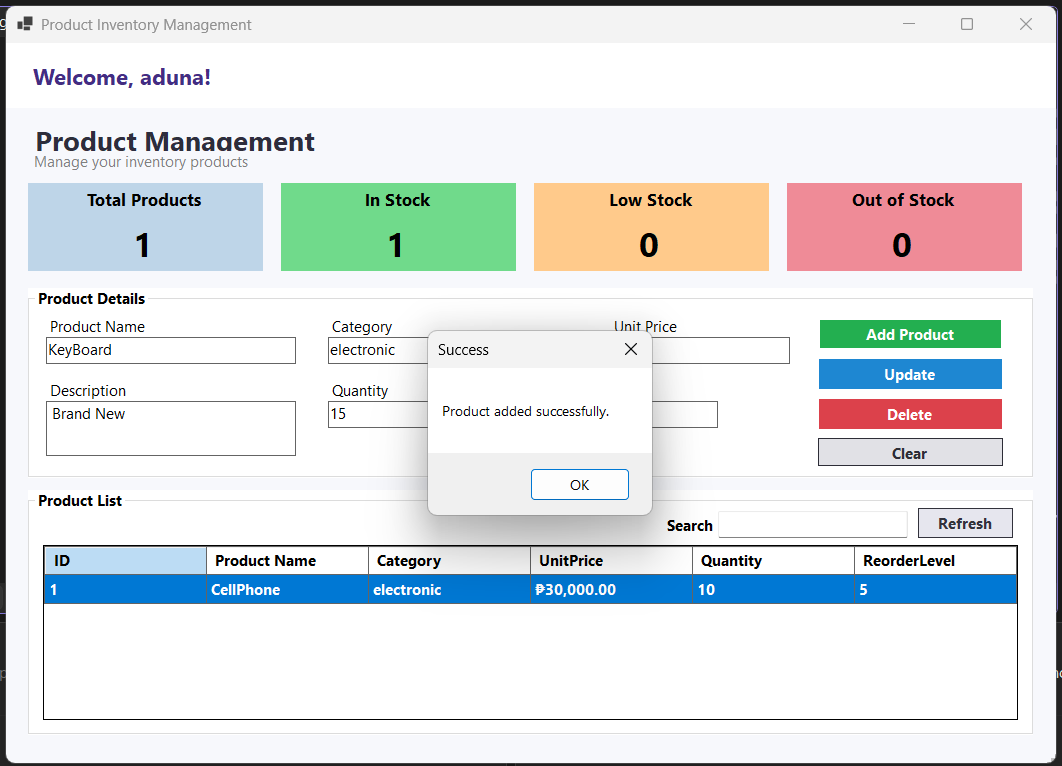 Product Inventory Management
Welcome, aduna!
Product Management
Manage your inventory products
Total Products
1
In Stock
1
Low Stock
0
Out of Stock
0
Product Details
Product Name
KeyBoard
Category
electronic
Unit Price
Description
Brand New
Quantity
15
Add Product
Update
Delete
Clear
Success
Product added successfully.
OK
Product List
Search
Refresh
ID Product Name Category UnitPrice Quantity ReorderLevel
1 CellPhone electronic ₱30,000.00 10 5